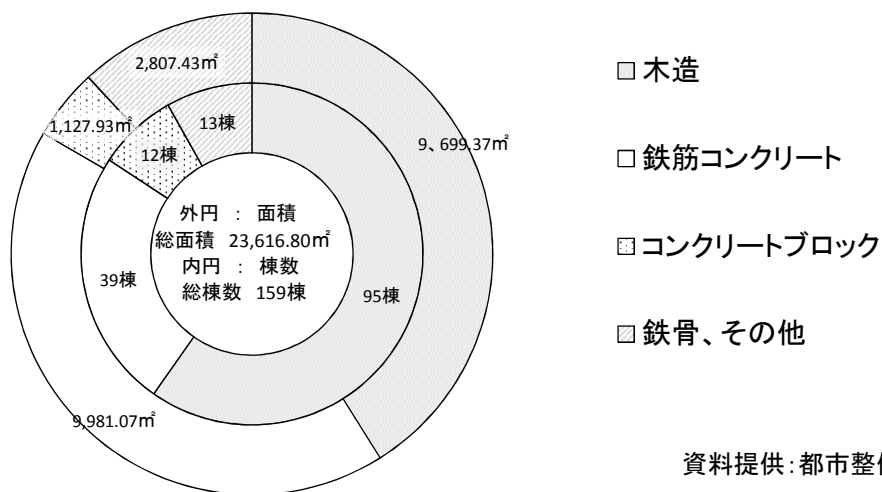 2,807.43㎡
1,127.93㎡
13棟
12棟
9、699.37㎡
外円 : 面積
総面積 23,616.80㎡
内円 : 棟数
総棟数 159棟
39棟
95棟
9,981.07㎡
木造
鉄筋コンクリート
コンクリートブロック
鉄骨、その他
資料提供:都市整